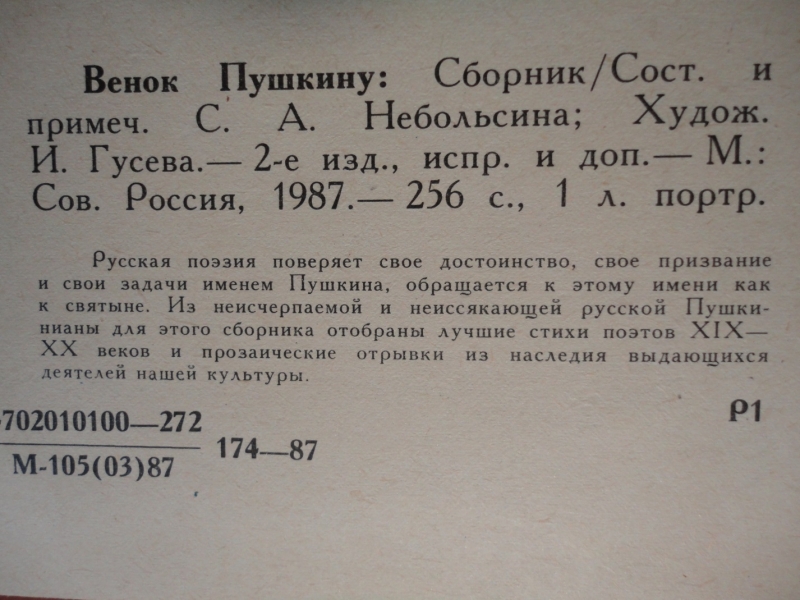 Венок Пушкину: Сборник/Сост. и
примеч. С. А. Небольсина; Худож.
И. Гусева.— 2-е изд., испр. и доп.— М.:
Сов. Россия, 1987.— 256 с., 1 л. портр.
Русская поэзия поверяет свое достоинство, свое призвание
и свои задачи именем Пушкина, обращается к этому имени как
к святыне. Из неисчерпаемой и неиссякающей русской Пушки-
нианы для этого сборника отобраны лучшие стихи поэтов XIX—
XX веков и прозаические отрывки из наследия выдающихся
деятелей нашей культуры.
Р1
-702010100—272
174—87
М-105(03)87